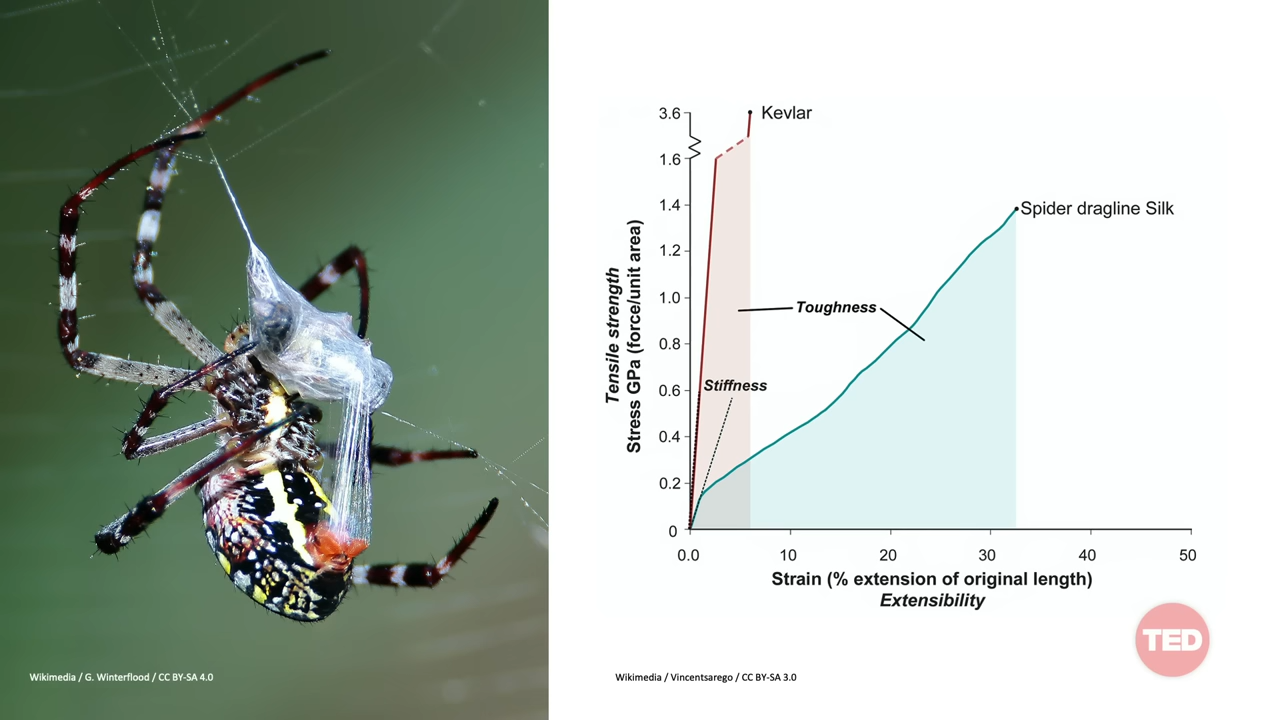 3.6
Kevlar
1.6
1.4
Spider dragline Silk
1.2
1.0
Toughness
0.8
0.6
Stiffness
0.4
0.2
0
Tensile strength
Stress GPa (force/unit area)
0.0 10 20 30 40 50
Strain (% extension of original length)
Extensibility
TED
Wikimedia / G. Winterflood / CC BY-SA 4.0
Wikimedia / Vincentsarego / CC BY-SA 3.0